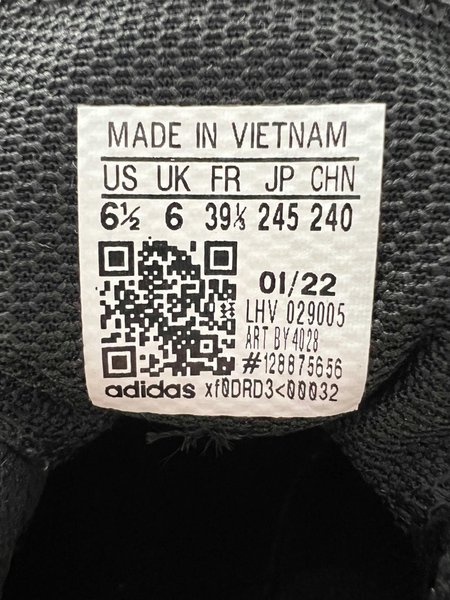 MADE IN VIETNAM
US UK FR JP CHN
6½ 6 39⅓ 245 240
01/22
LHV 029005
ART BY4028
#128875656
adidas xf0DRD3<00032